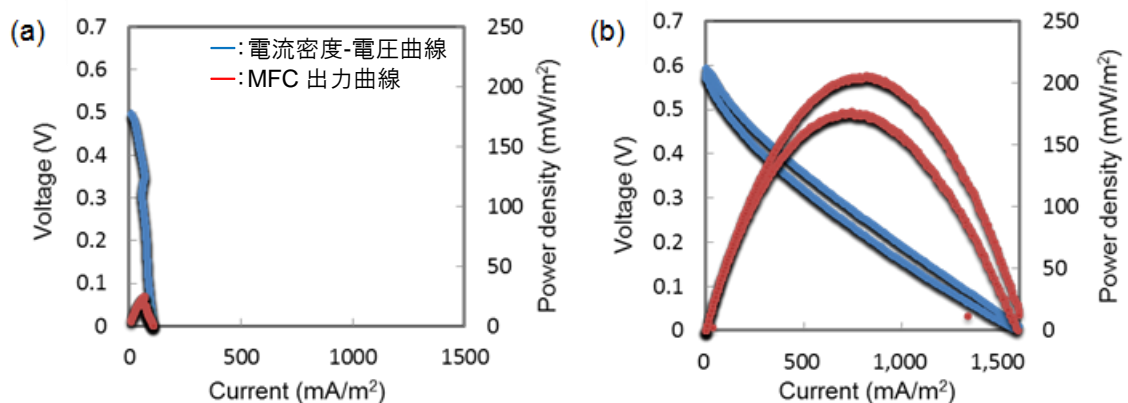 (a)
0.7
0.6
0.5
0.4
0.3
0.2
0.1
0
Voltage (V)
:電流密度-電圧曲線
:MFC 出力曲線
250
200
150
100
50
0
Power density (mW/m²)
0 500 1000 1500
Current (mA/m²)
(b)
0.7
0.6
0.5
0.4
0.3
0.2
0.1
0
Voltage (V)
250
200
150
100
50
0
Power density (mW/m²)
0 500 1,000 1,500
Current (mA/m²)